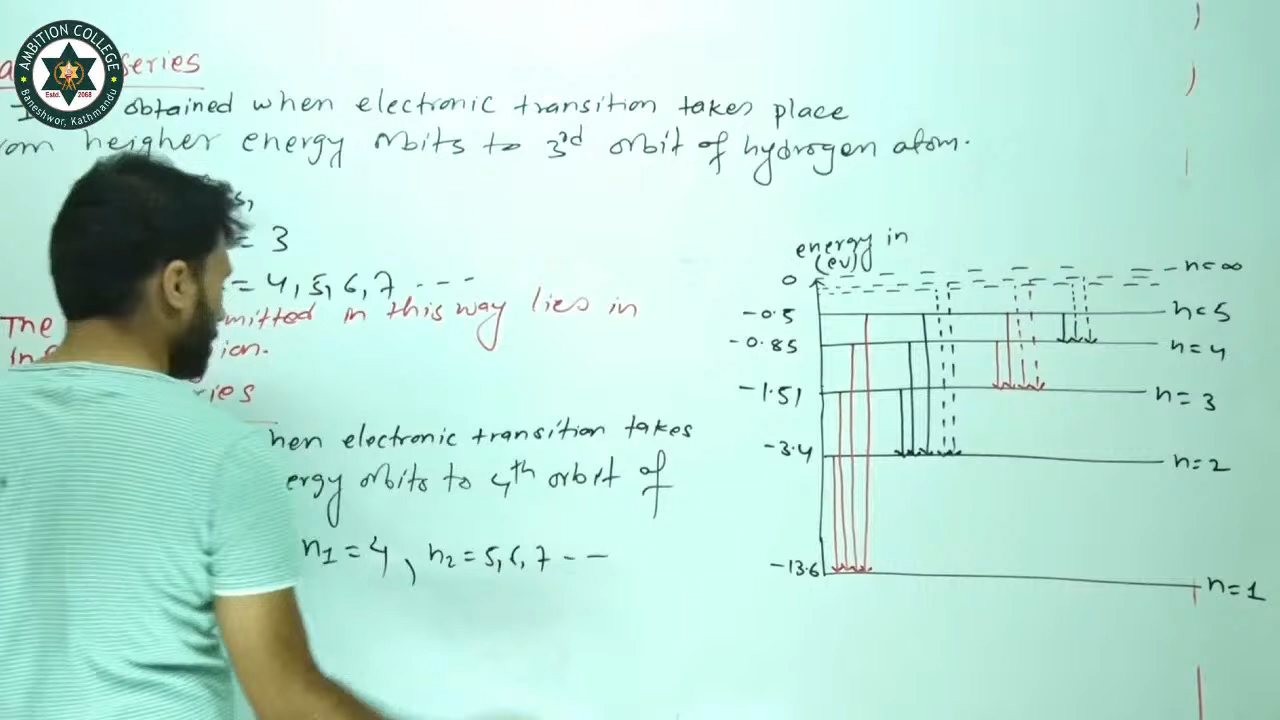 AMBITION COLLEGE
Estd. 2068
Baneshwor, Kathmandu
series
obtained when electronic transition takes place
om heigher energy orbits to 3rd orbit of hydrogen atom.
s,
= 3
= 4, 5, 6, 7 - - -
The mitted in this way lies in
ion.
ries
hen electronic transition takes
ergy orbits to 4th orbit of
n1 = 4, n2 = 5, 6, 7 - -
energy in
(ev)
0 n=∞
-0.5 n=5
-0.85 n=4
-1.51 n=3
-3.4 n=2
-13.6 n=1